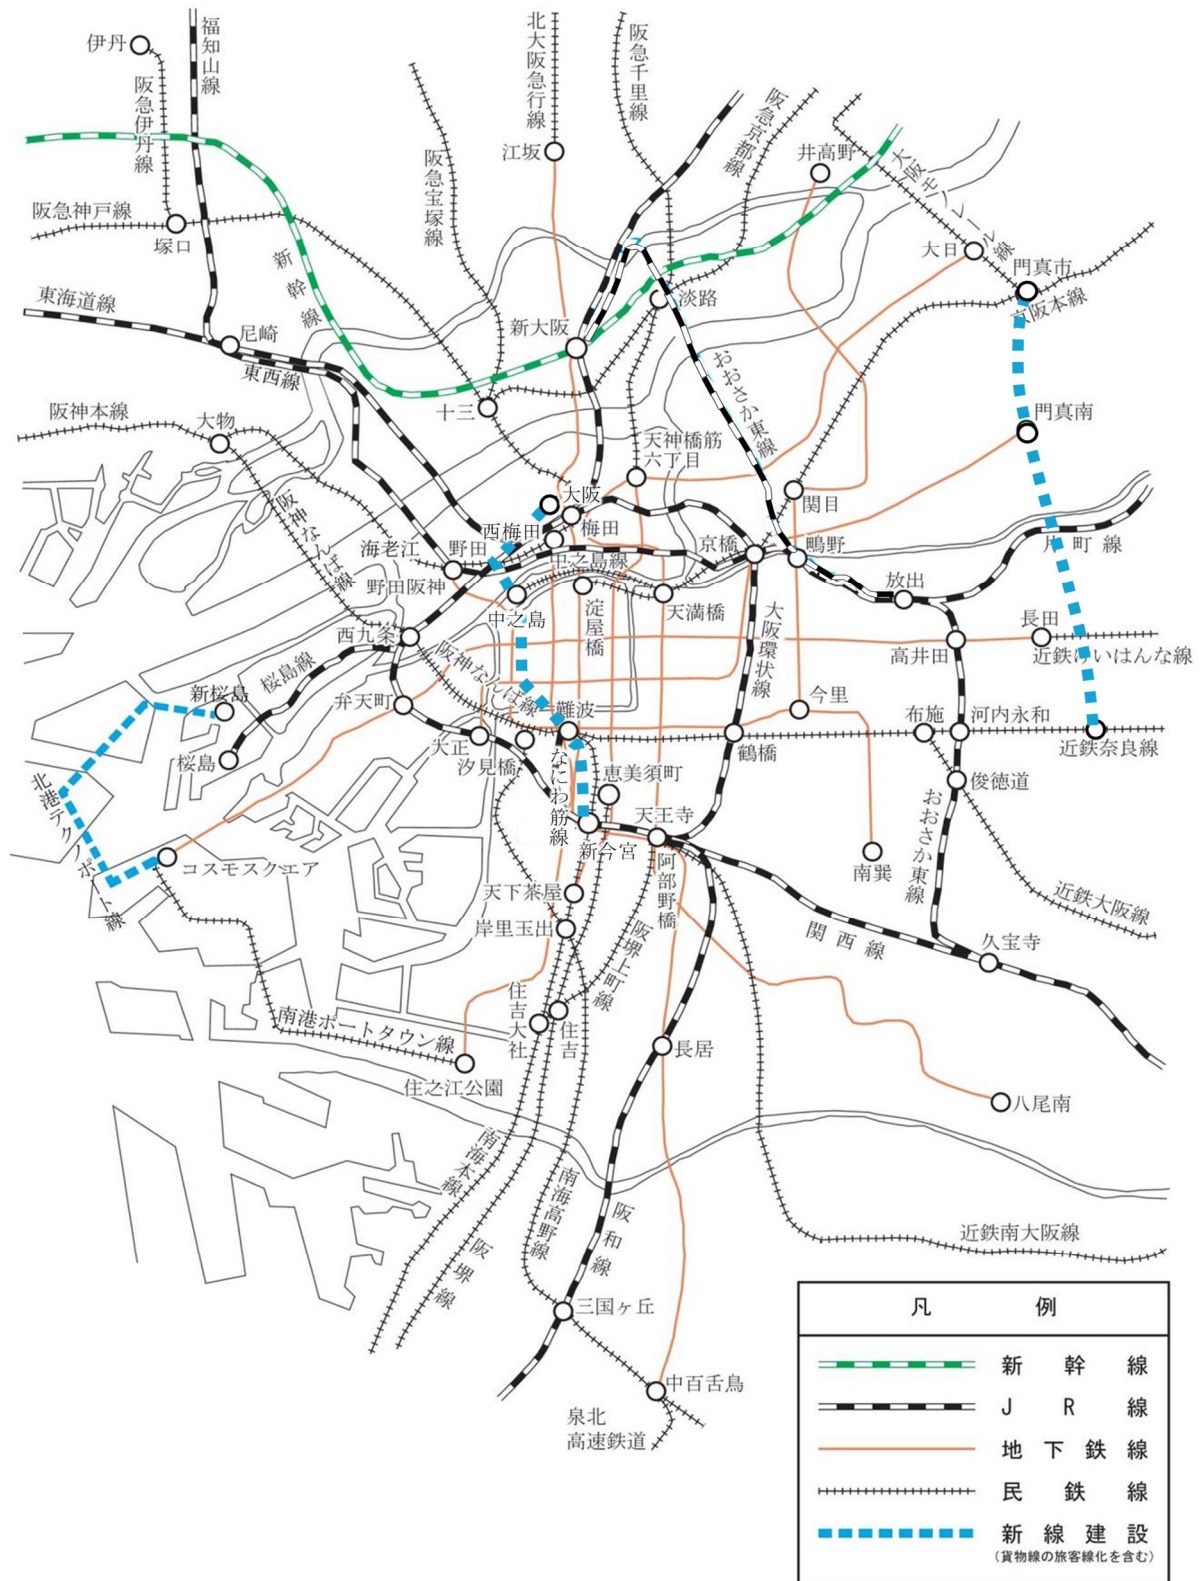 伊丹
福知山線
北大阪急行線
阪急千里線
阪急伊丹線
阪急宝塚線
江坂
阪急京都線
井高野
大阪モノレール線
阪急神戸線
塚口
新幹線
大日
門真市
京阪本線
東海道線
尼崎
東西線
新大阪
淡路
おおさか東線
阪神本線
大物
十三
天神橋筋
六丁目
門真南
関目
阪神なんば線
大阪
西梅田
梅田
海老江
野田
中之島線
京橋
鴫野
片町線
野田阪神
放出
中之島
淀屋橋
天満橋
大阪環状線
長田
西九条
高井田
近鉄けいはんな線
桜島線
阪神なんば線
新桜島
弁天町
難波
今里
布施
河内永和
大正
汐見橋
鶴橋
近鉄奈良線
桜島
北港テクノポート線
なにわ筋線
恵美須町
俊徳道
おおさか東線
天王寺
コスモスクエア
新今宮
阿部野橋
南巽
天下茶屋
近鉄大阪線
岸里玉出
阪堺上町線
関西線
久宝寺
住吉大社
住吉
南港ポートタウン線
長居
住之江公園
八尾南
南海本線
南海高野線
阪和線
阪堺線
近鉄南大阪線
三国ヶ丘
中百舌鳥
泉北
高速鉄道
凡例
新幹線
JR線
地下鉄線
民鉄線
新線建設
(貨物線の旅客線化を含む)